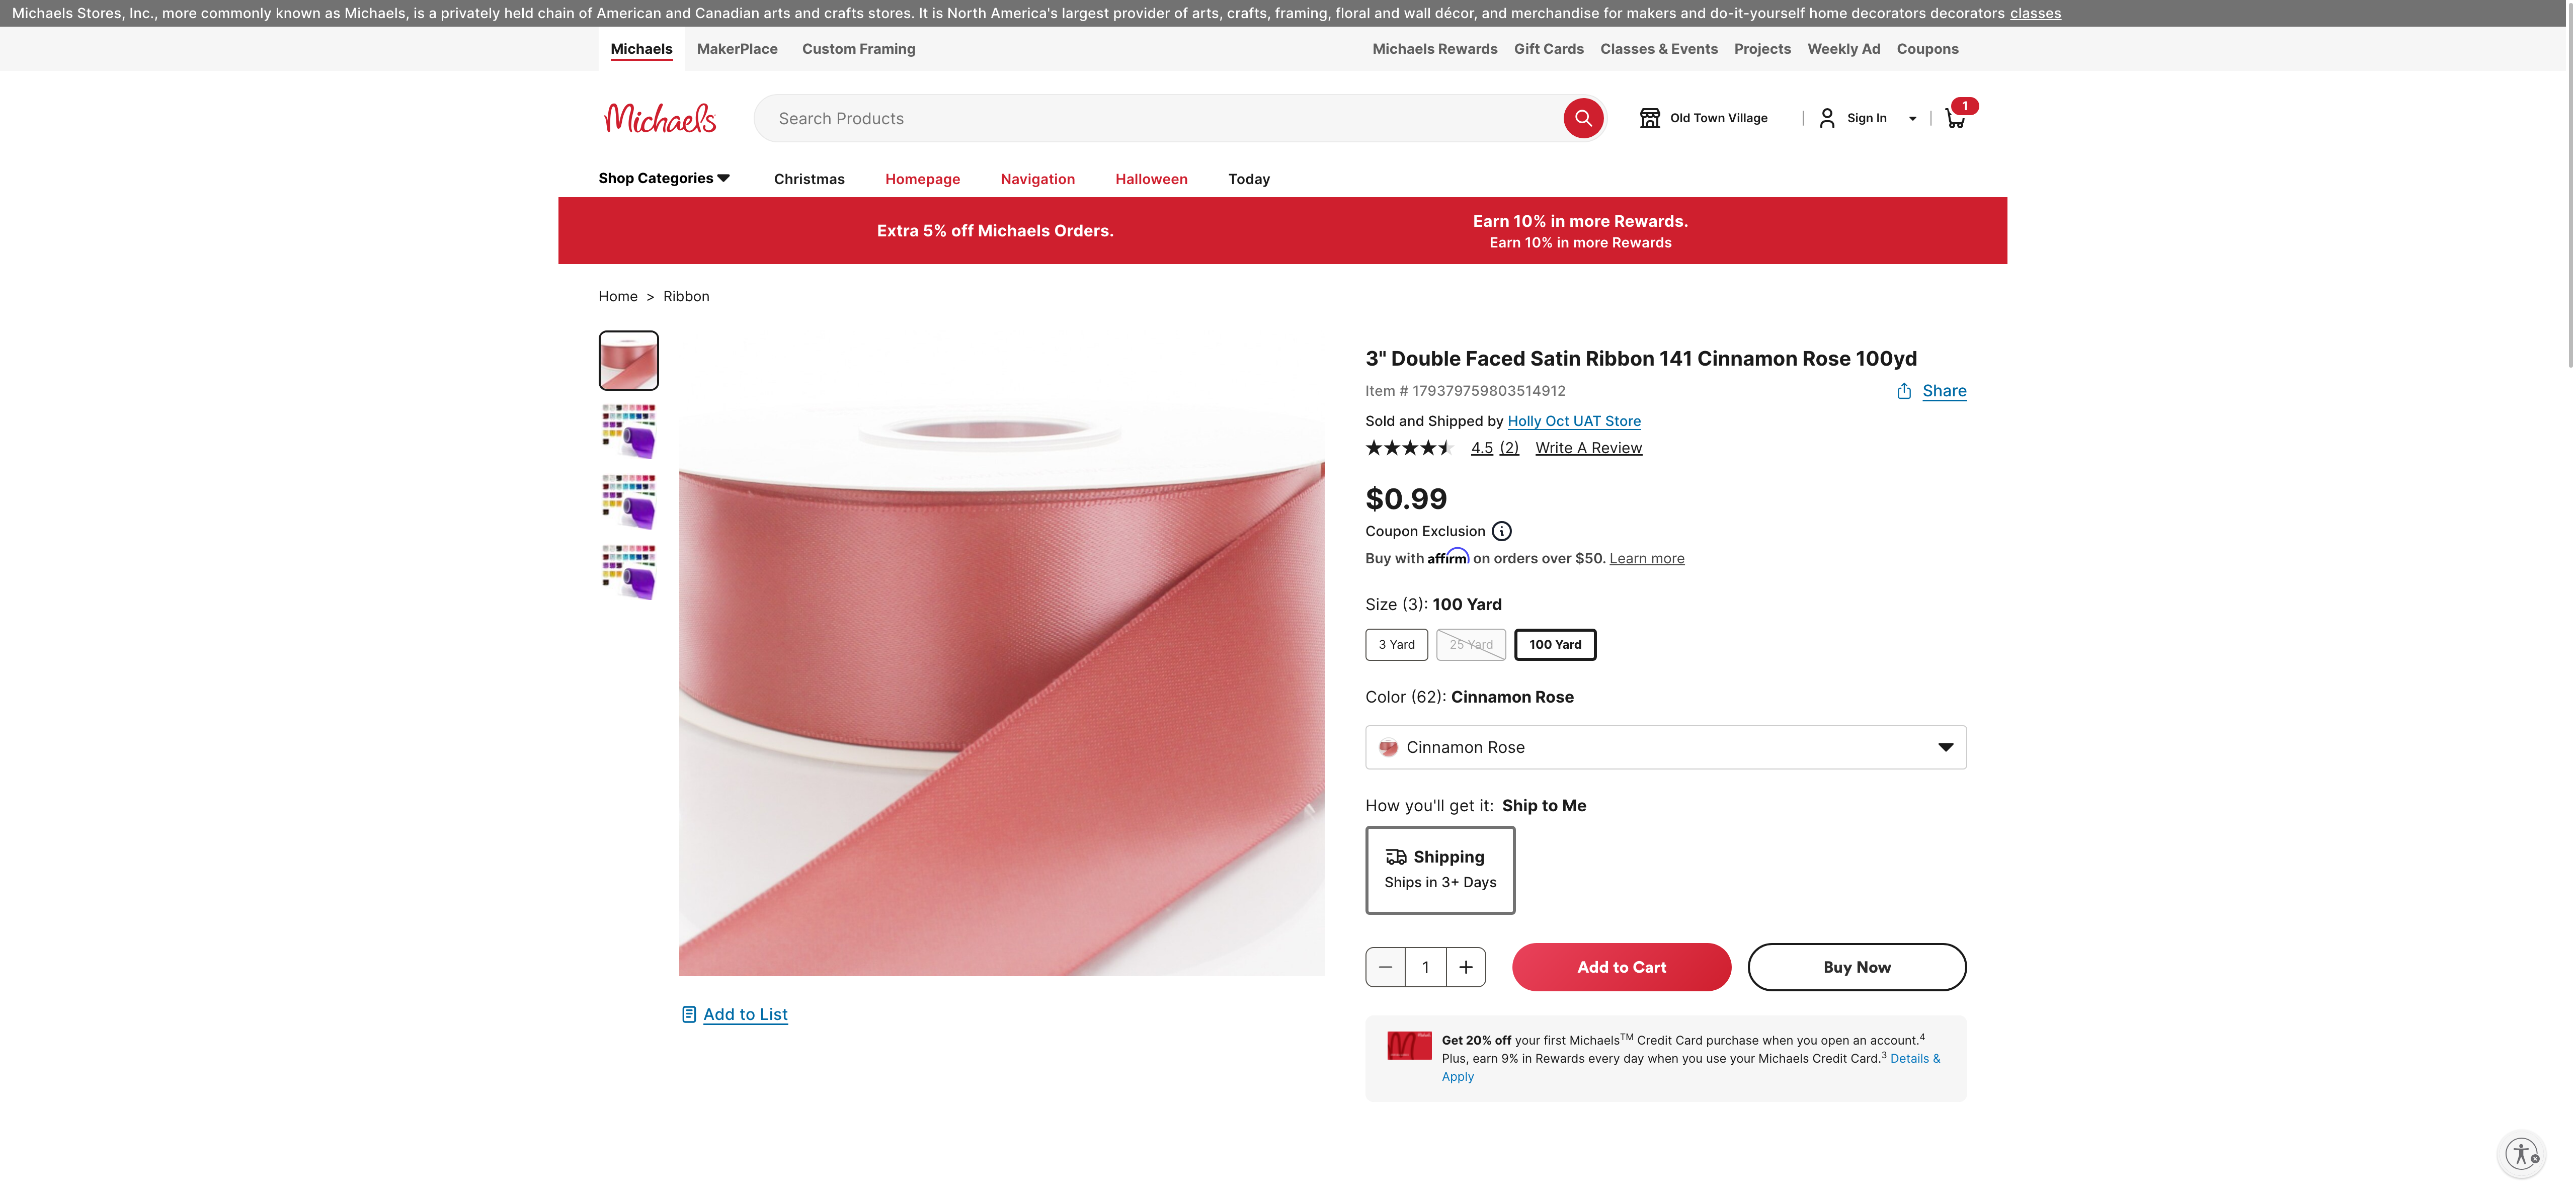 Michaels Stores, Inc., more commonly known as Michaels, is a privately held chain of American and Canadian arts and crafts stores. It is North America's largest provider of arts, crafts, framing, floral and wall décor, and merchandise for makers and do-it-yourself home decorators decorators classes
Michaels MakerPlace Custom Framing Michaels Rewards Gift Cards Classes & Events Projects Weekly Ad Coupons
Michaels Search Products Old Town Village | Sign In | 1
Shop Categories Christmas Homepage Navigation Halloween Today
Extra 5% off Michaels Orders.
Earn 10% in more Rewards.
Earn 10% in more Rewards
Home > Ribbon
3" Double Faced Satin Ribbon 141 Cinnamon Rose 100yd
Item # 179379759803514912 Share
Sold and Shipped by Holly Oct UAT Store
4.5 (2) Write A Review
$0.99
Coupon Exclusion
Buy with affirm on orders over $50. Learn more
Size (3): 100 Yard
3 Yard 25 Yard 100 Yard
Color (62): Cinnamon Rose
Cinnamon Rose
How you'll get it: Ship to Me
Shipping
Ships in 3+ Days
1 Add to Cart Buy Now
Add to List
Get 20% off your first Michaels™ Credit Card purchase when you open an account.4
Plus, earn 9% in Rewards every day when you use your Michaels Credit Card.3 Details &
Apply